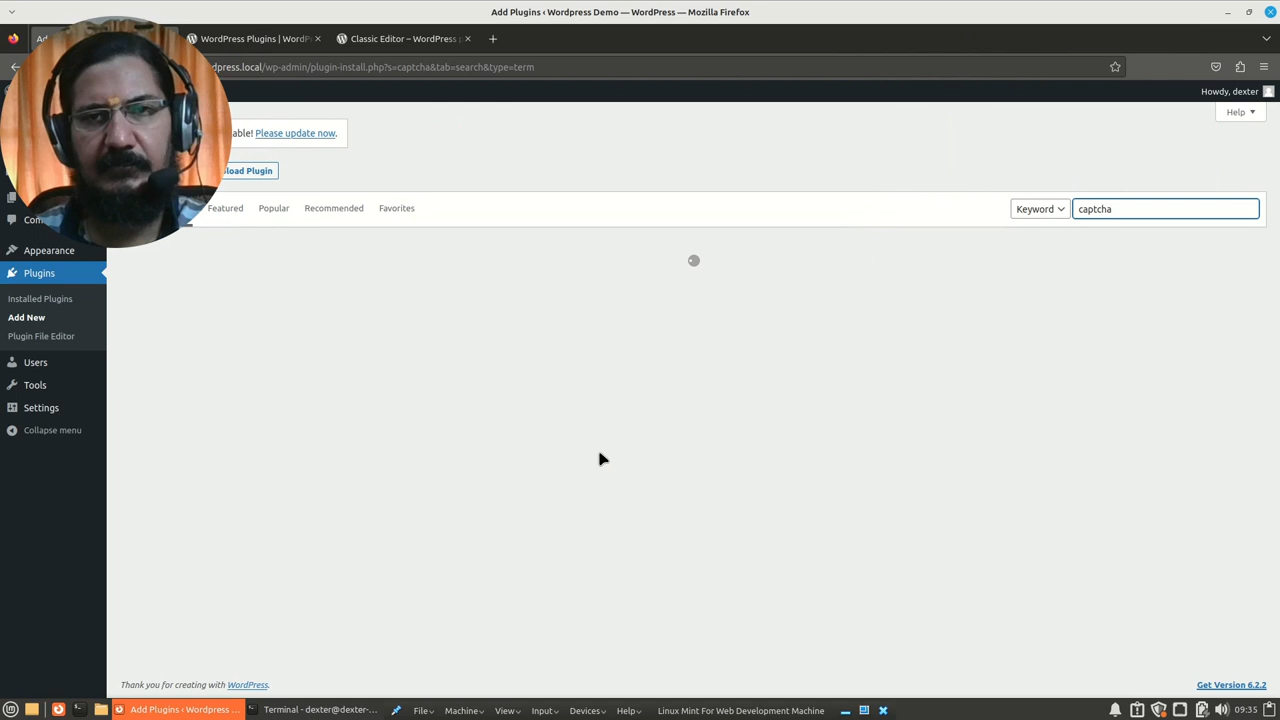 Add Plugins ‹ Wordpress Demo — WordPress — Mozilla Firefox
WordPress Plugins | WordP
Classic Editor – WordPress p
dpress.local/wp-admin/plugin-install.php?s=captcha&tab=search&type=term
Howdy, dexter
Help
able! Please update now.
load Plugin
Featured
Popular
Recommended
Favorites
Keyword
captcha
Com
Appearance
Plugins
Installed Plugins
Add New
Plugin File Editor
Users
Tools
Settings
Collapse menu
Thank you for creating with WordPress.
Get Version 6.2.2
Add Plugins ‹ Wordpress ...
Terminal - dexter@dexter-...
File
Machine
View
Input
Devices
Help
Linux Mint For Web Development Machine
09:35